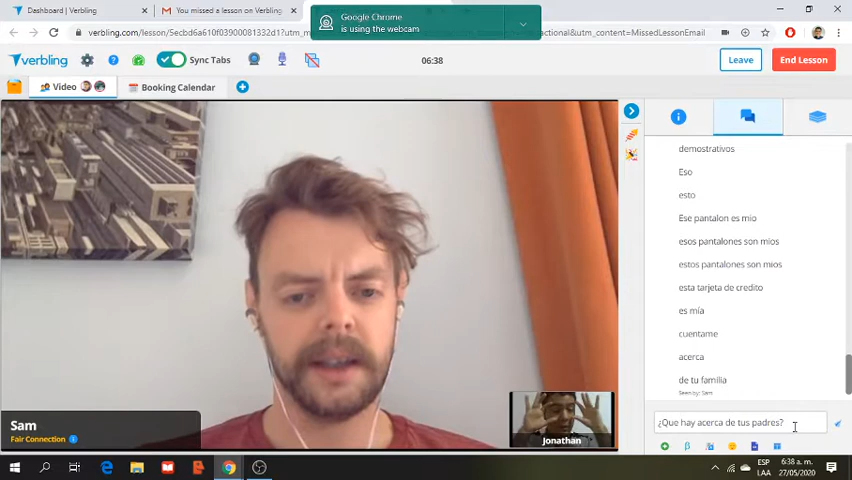 Dashboard | Verbling
You missed a lesson on Verbling
Google Chrome
is using the webcam
verbling.com/lesson/5ecbd6a610f03900081332d1?utm_
ctional&utm_content=MissedLessonEmail
verbling
Sync Tabs
06:38
Leave
End Lesson
Video
Booking Calendar
demostrativos
Eso
esto
Ese pantalon es mio
esos pantalones son mios
estos pantalones son mios
esta tarjeta de credito
es mía
cuentame
acerca
de tu familia
Seen by: Sam
¿Que hay acerca de tus padres?
Sam
Fair Connection
Jonathan
ESP
LAA
6:38 a. m.
27/05/2020